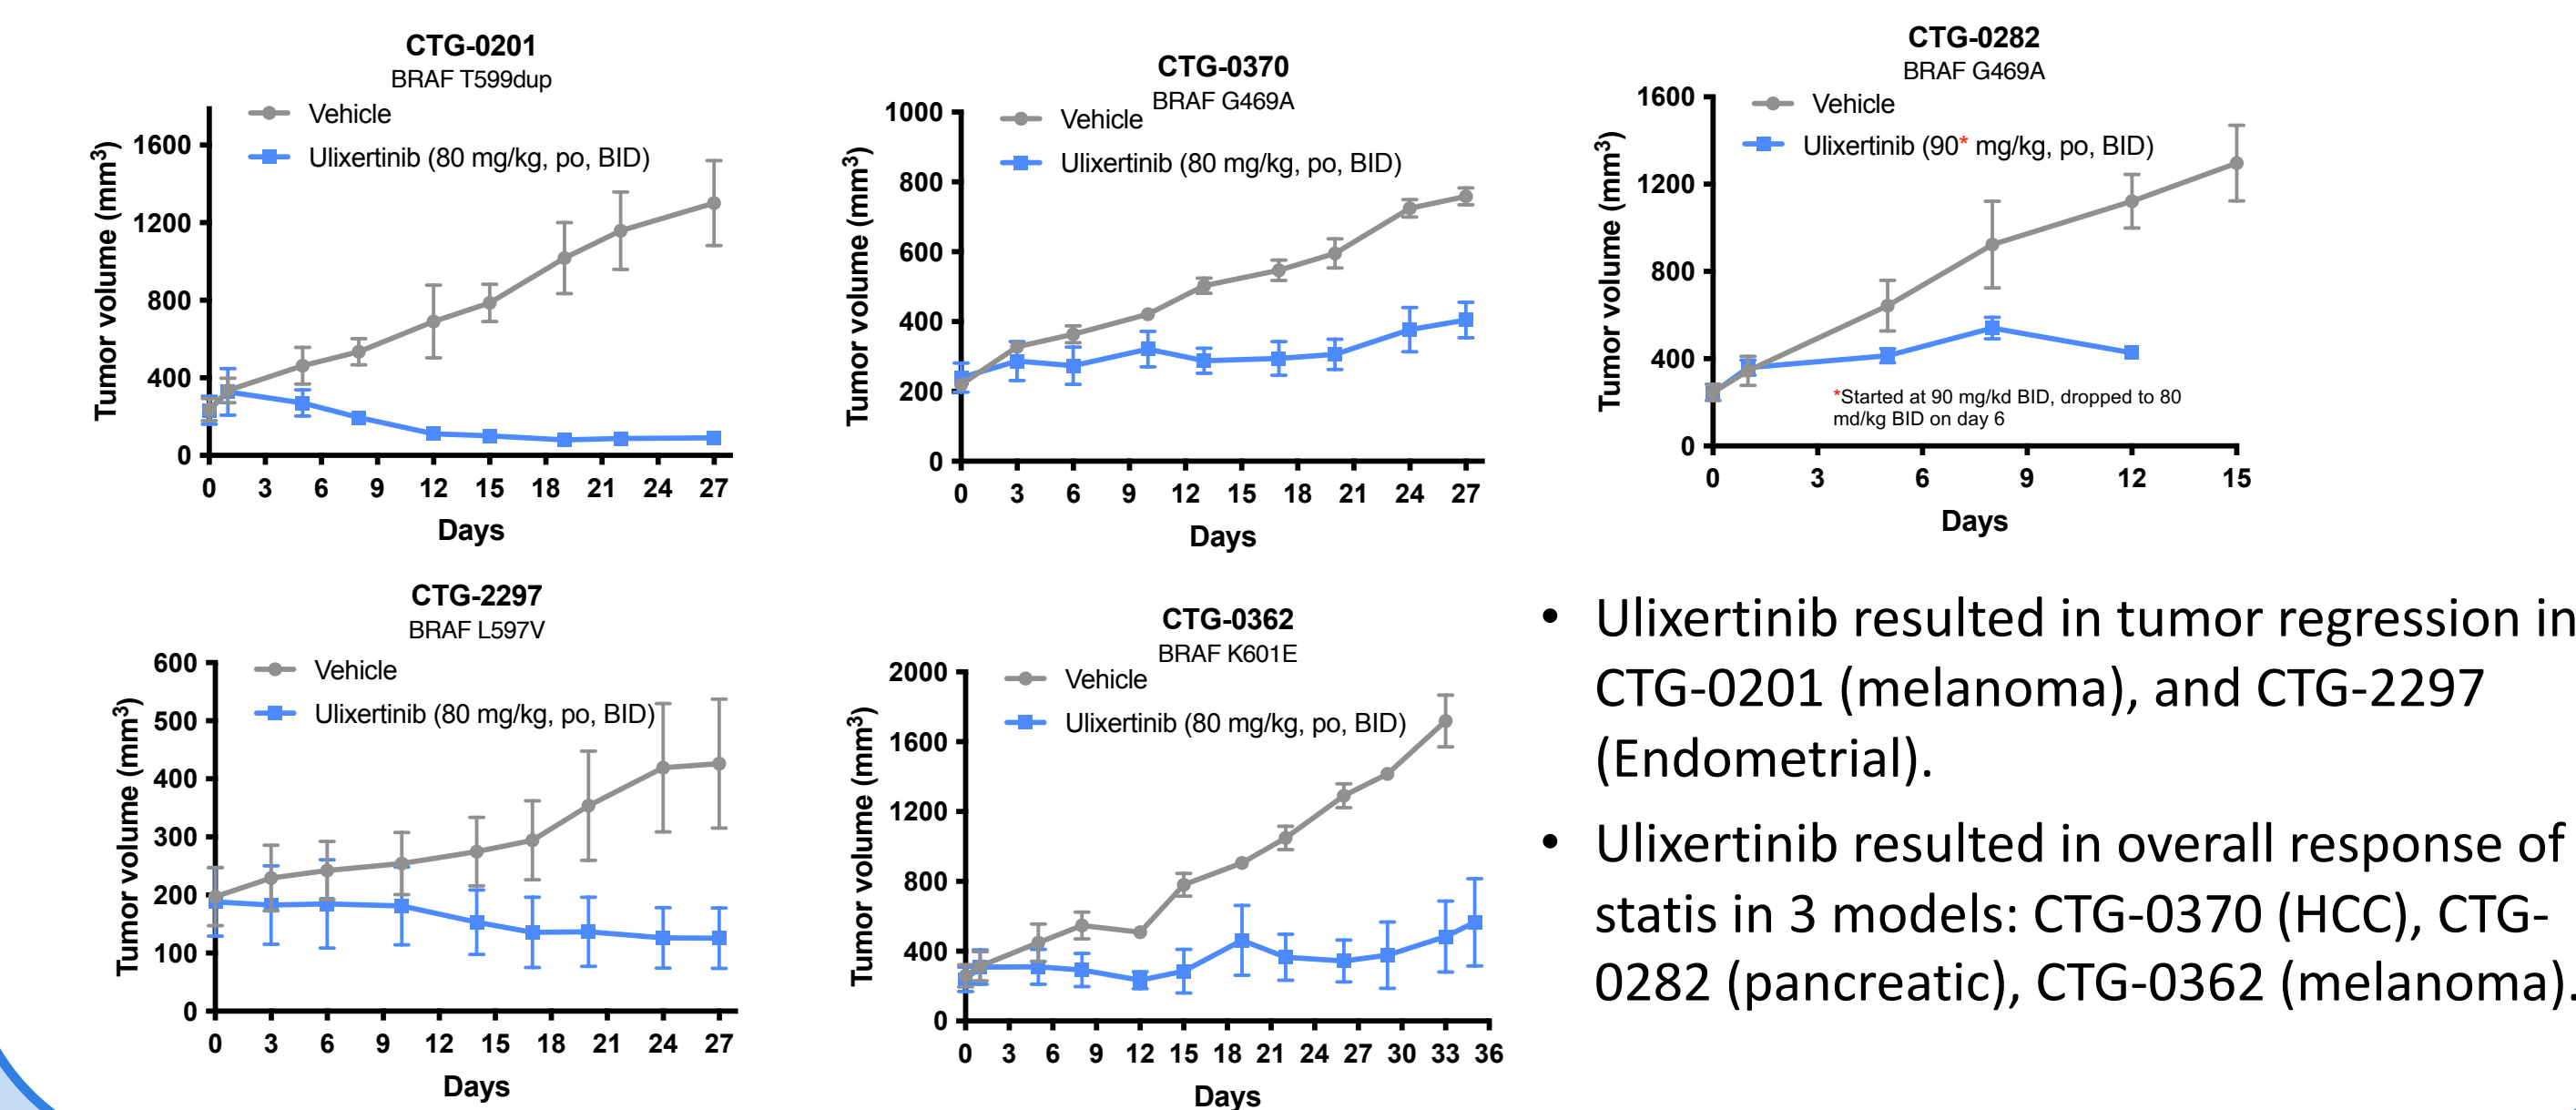 CTG-0201
BRAF T599dup
Vehicle
Ulixertinib (80 mg/kg, po, BID)
Tumor volume (mm³)
1600
1200
800
400
0
0 3 6 9 12 15 18 21 24 27
Days
CTG-0370
BRAF G469A
Vehicle
Ulixertinib (80 mg/kg, po, BID)
Tumor volume (mm³)
1000
800
600
400
200
0
0 3 6 9 12 15 18 21 24 27
Days
CTG-0282
BRAF G469A
Vehicle
Ulixertinib (90* mg/kg, po, BID)
Tumor volume (mm³)
1600
1200
800
400
0
*Started at 90 mg/kd BID, dropped to 80
md/kg BID on day 6
0 3 6 9 12 15
Days
CTG-2297
BRAF L597V
Vehicle
Ulixertinib (80 mg/kg, po, BID)
Tumor volume (mm³)
600
500
400
300
200
100
0
0 3 6 9 12 15 18 21 24 27
Days
CTG-0362
BRAF K601E
Vehicle
Ulixertinib (80 mg/kg, po, BID)
Tumor volume (mm³)
2000
1600
1200
800
400
0
0 3 6 9 12 15 18 21 24 27 30 33 36
Days
• Ulixertinib resulted in tumor regression in
CTG-0201 (melanoma), and CTG-2297
(Endometrial).
• Ulixertinib resulted in overall response of
statis in 3 models: CTG-0370 (HCC), CTG-
0282 (pancreatic), CTG-0362 (melanoma).